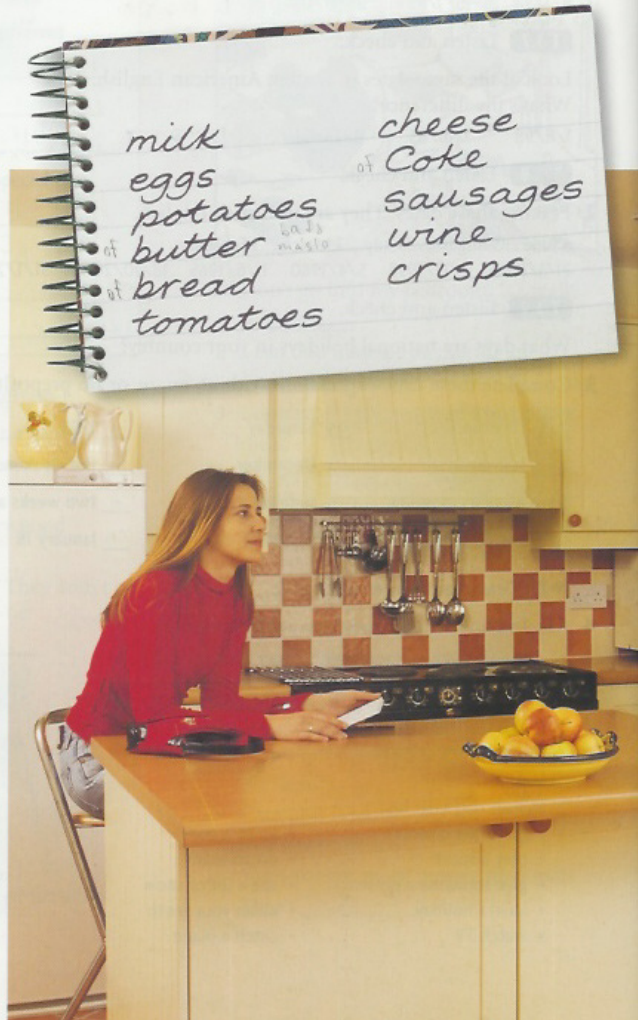 milk
eggs
potatoes
butter
bread
tomatoes
cheese
Coke
sausages
wine
crisps